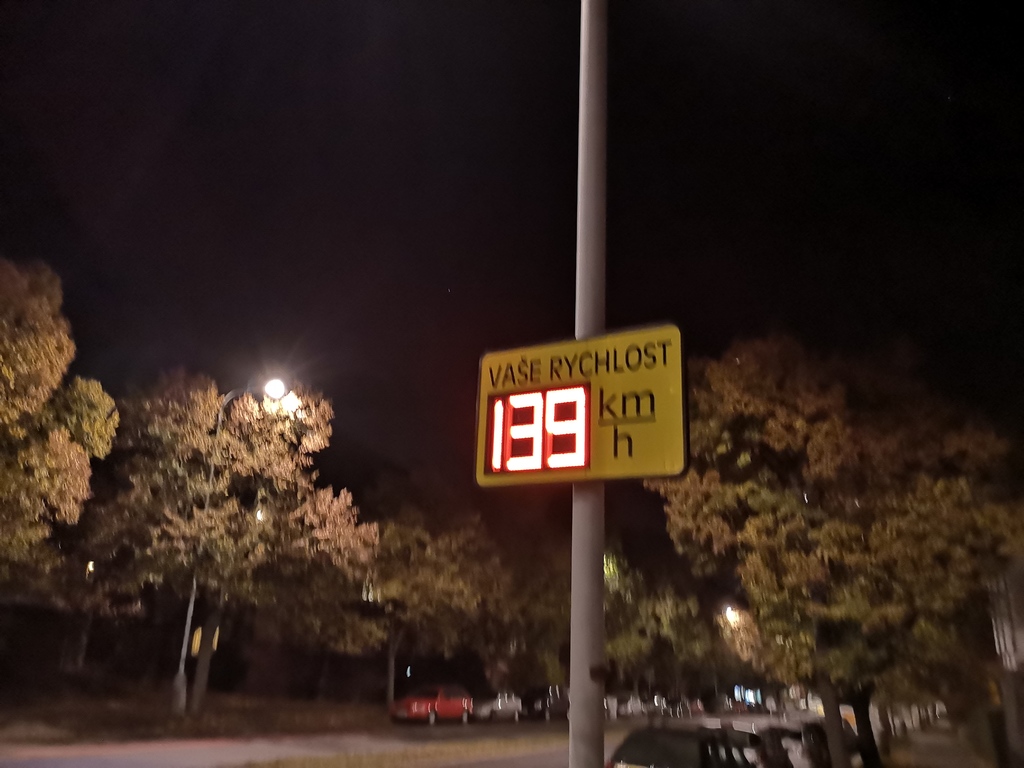 VAŠE RYCHLOST
139 km
h